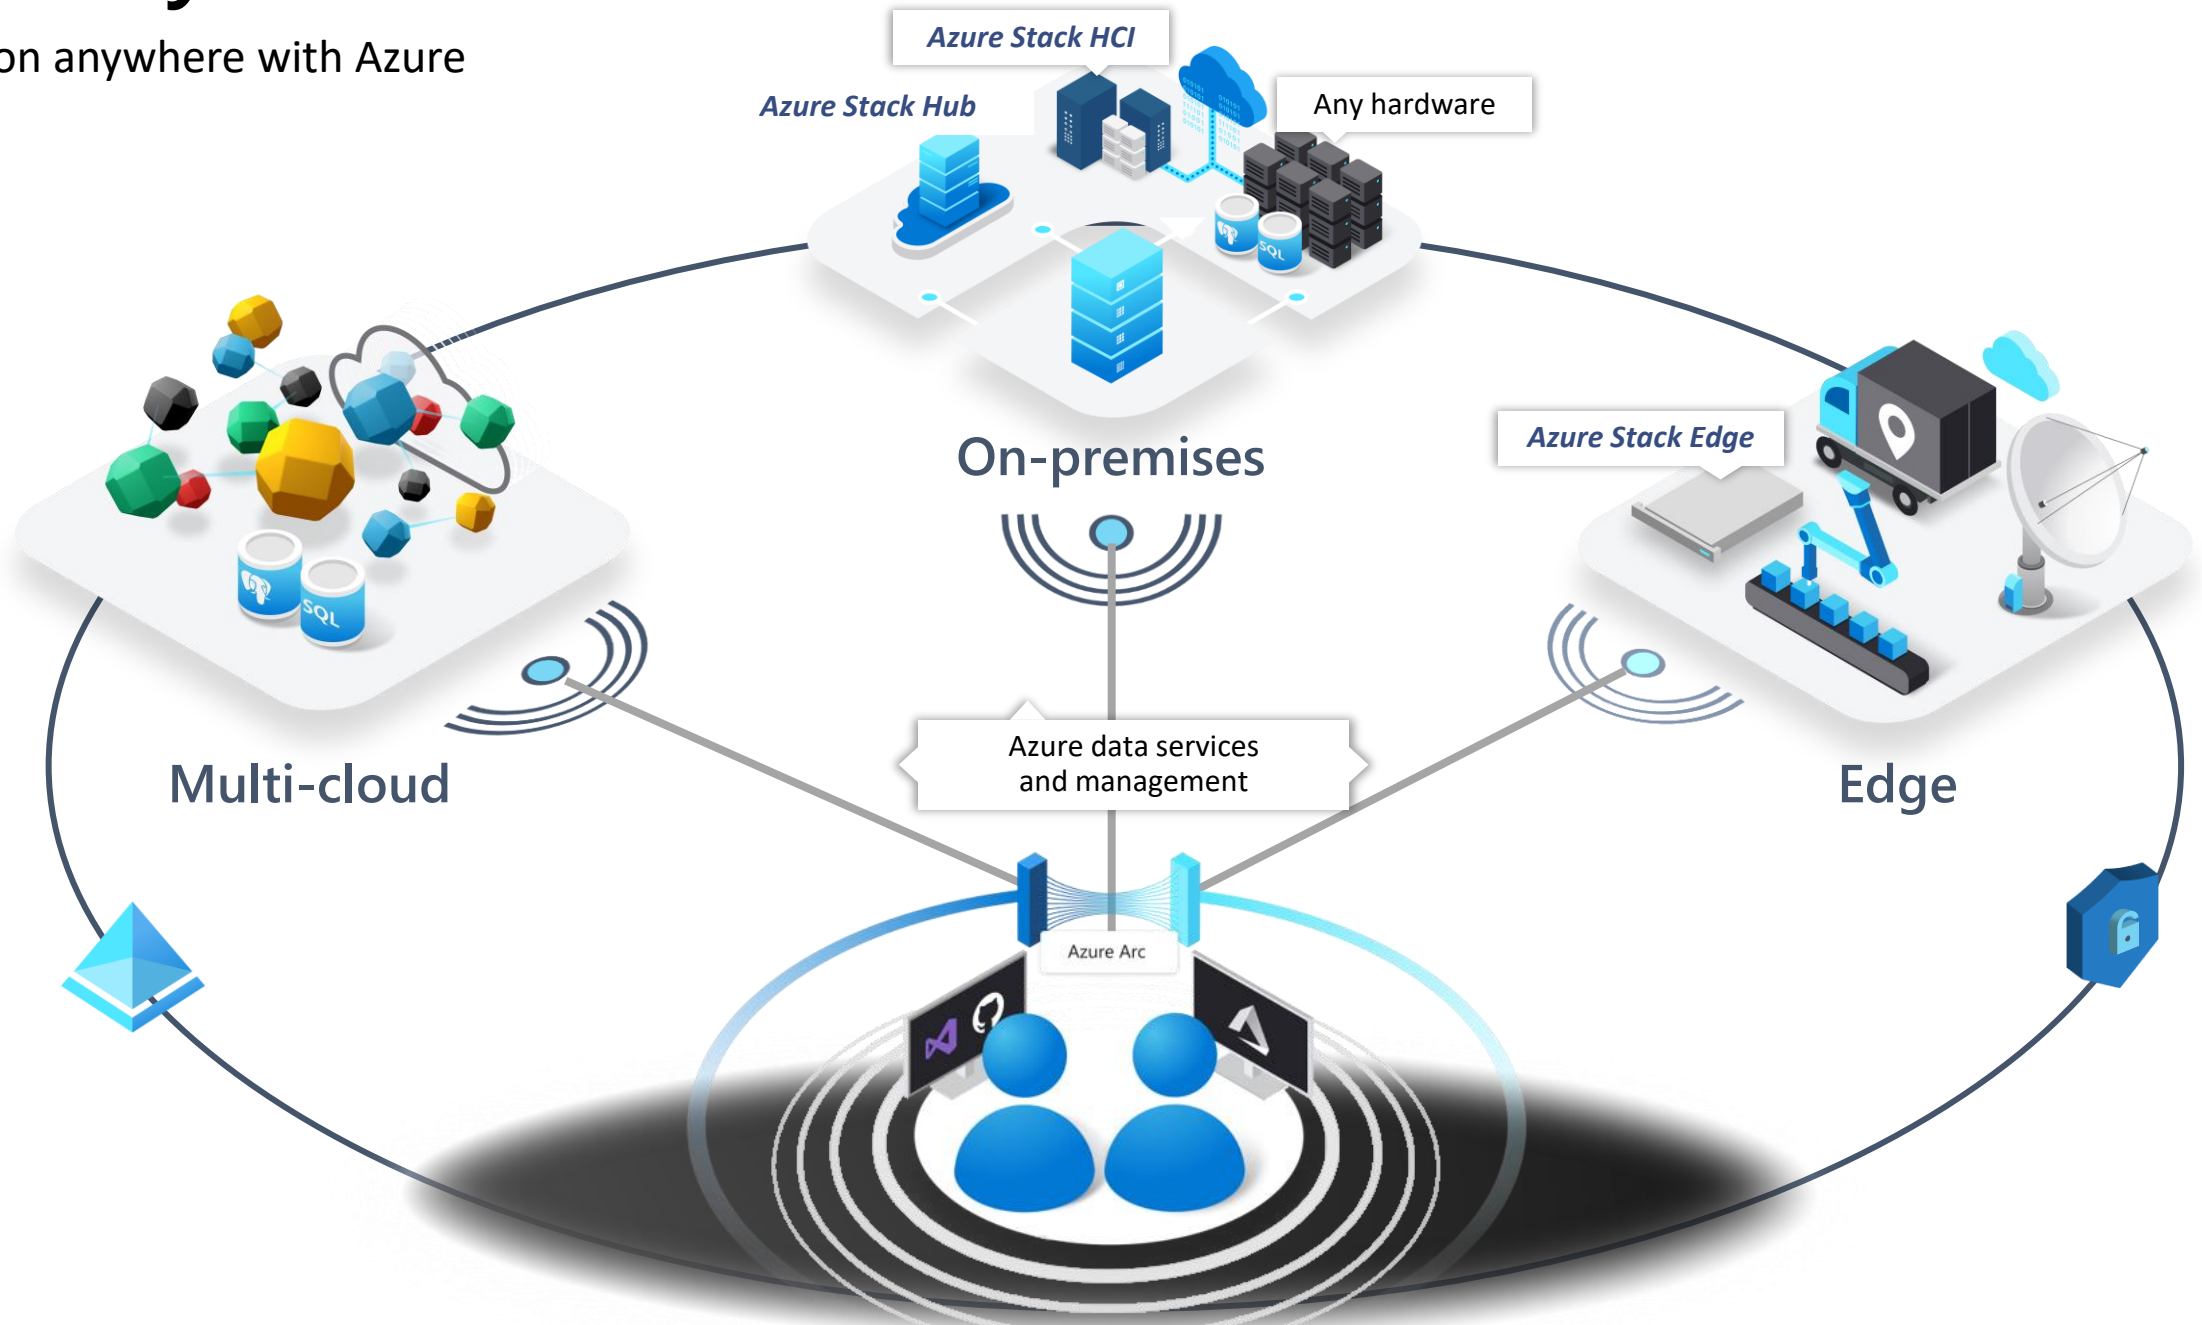 on anywhere with Azure
Azure Stack HCI
Azure Stack Hub
Any hardware
SQL
On-premises
Azure Stack Edge
SQL
Azure data services
and management
Multi-cloud
Edge
Azure Arc